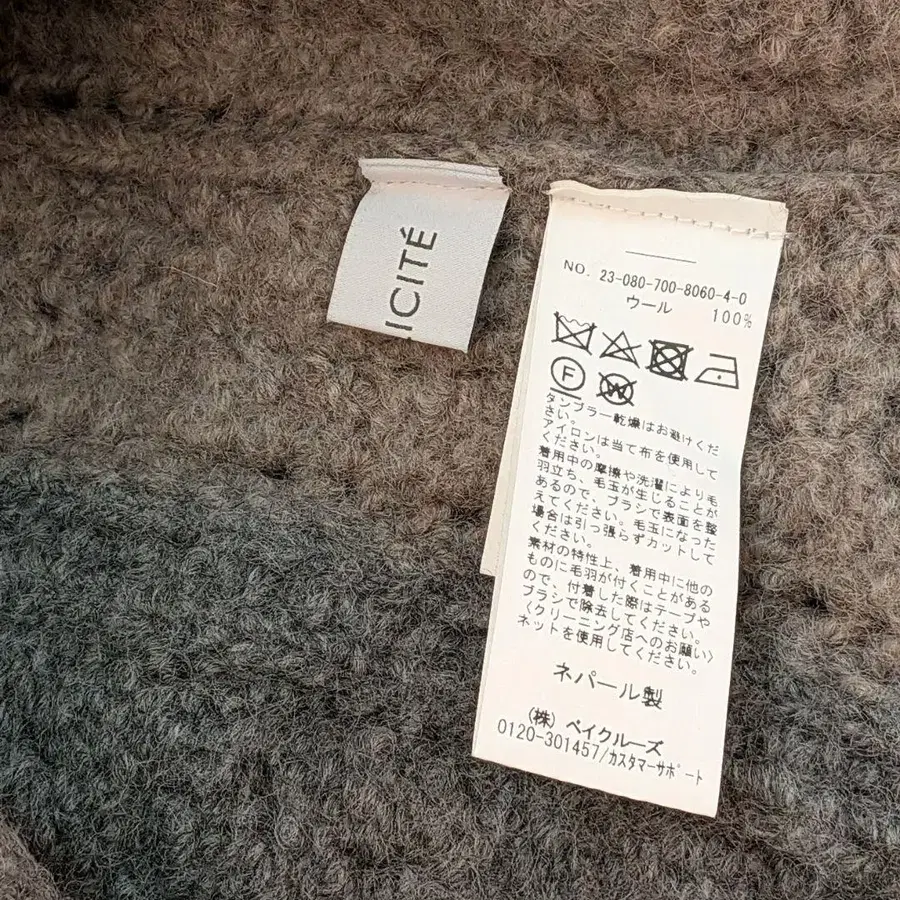 ICITÉ
NO. 23-080-700-8060-4-0
ウール 100%
F W
タンブラー乾燥はお避けくだ
さい。
アイロンは当て布を使用して
ください。
着用中の摩擦や洗濯により毛
羽立ち、毛玉が生じることが
あるので、ブラシで表面を整
えてください。毛玉になった
場合は引っ張らずカットして
ください。
素材の特性上、着用中に他の
ものに毛羽が付くことがある
ので、付着した際はテープや
ブラシで除去してください。
〈クリーニング店へのお願い〉
ネットを使用してください。
ネパール製
(株) ベイクルーズ
0120-301457/カスタマーサポート